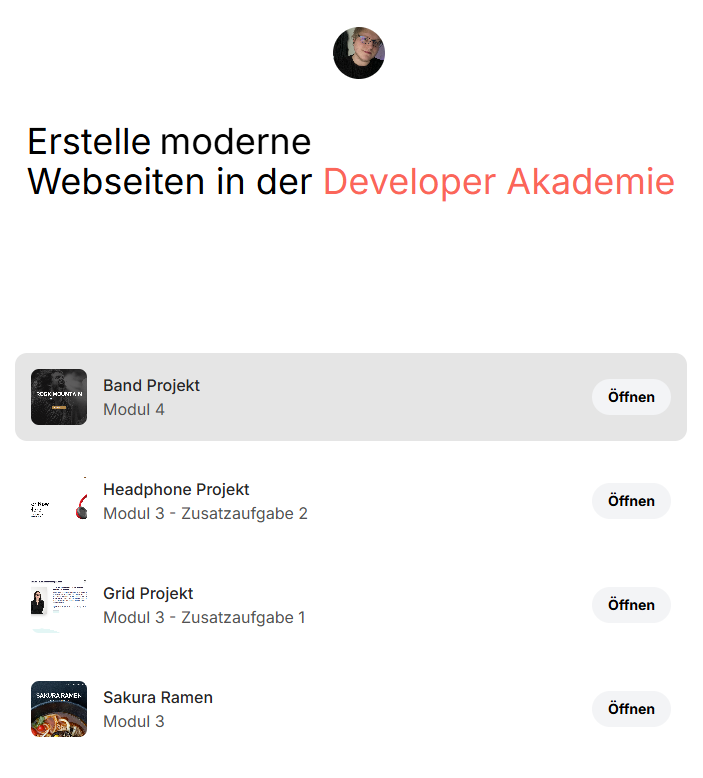 Erstelle moderne
Webseiten in der Developer Akademie
ROCK MOUNTAIN
Band Projekt
Modul 4
Öffnen
Headphone Projekt
Modul 3 - Zusatzaufgabe 2
Öffnen
Grid Projekt
Modul 3 - Zusatzaufgabe 1
Öffnen
SAKURA RAMEN
Sakura Ramen
Modul 3
Öffnen